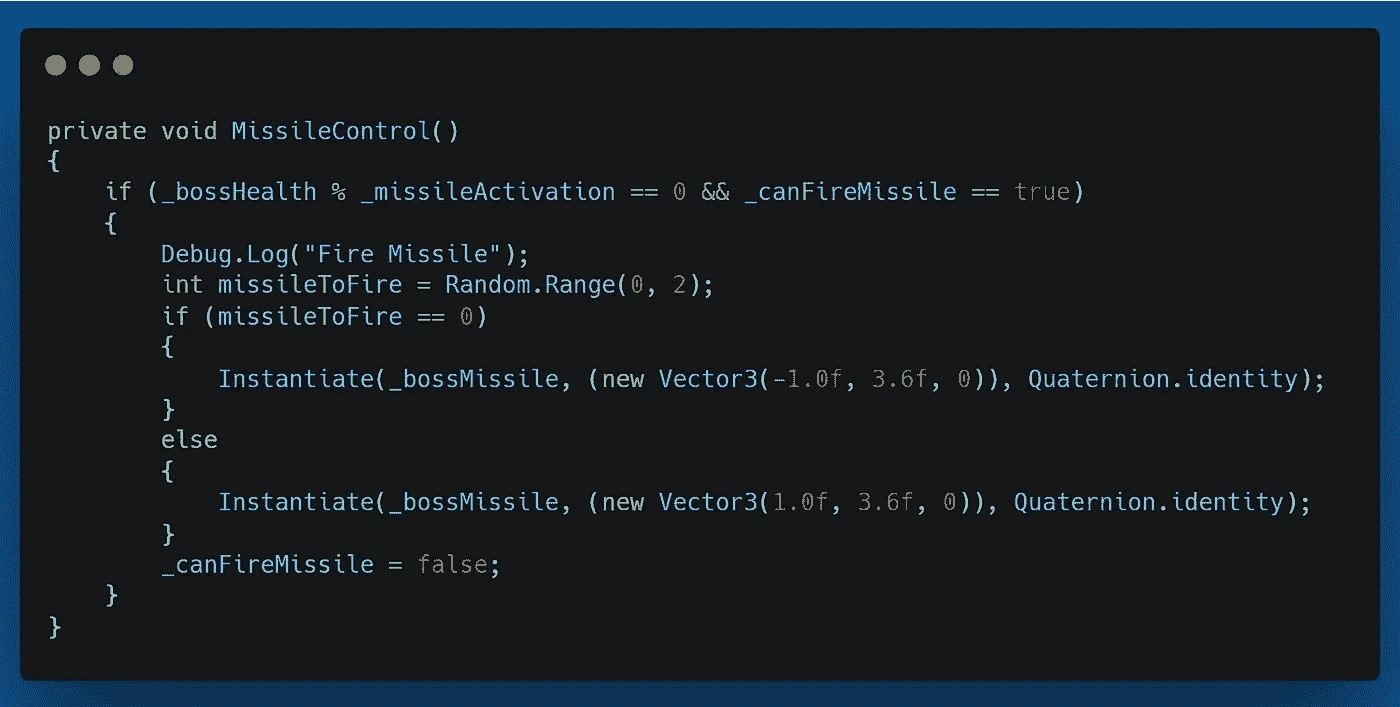 private void MissileControl()
{
    if (_bossHealth % _missileActivation == 0 && _canFireMissile == true)
    {
        Debug.Log("Fire Missile");
        int missileToFire = Random.Range(0, 2);
        if (missileToFire == 0)
        {
            Instantiate(_bossMissile, (new Vector3(-1.0f, 3.6f, 0)), Quaternion.identity);
        }
        else
        {
            Instantiate(_bossMissile, (new Vector3(1.0f, 3.6f, 0)), Quaternion.identity);
        }
        _canFireMissile = false;
    }
}